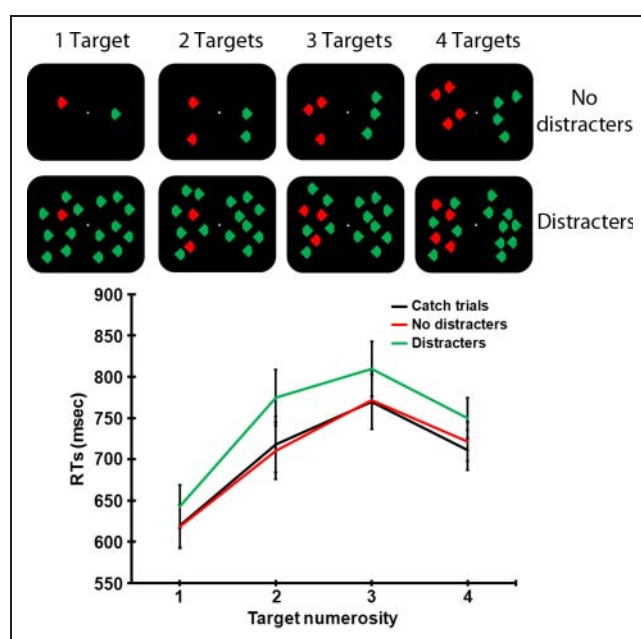 1 Target 2 Targets 3 Targets 4 Targets
No
distracters
Distracters
900
850
800
750
700
650
600
550
RTs (msec)
Catch trials
No distracters
Distracters
1 2 3 4
Target numerosity